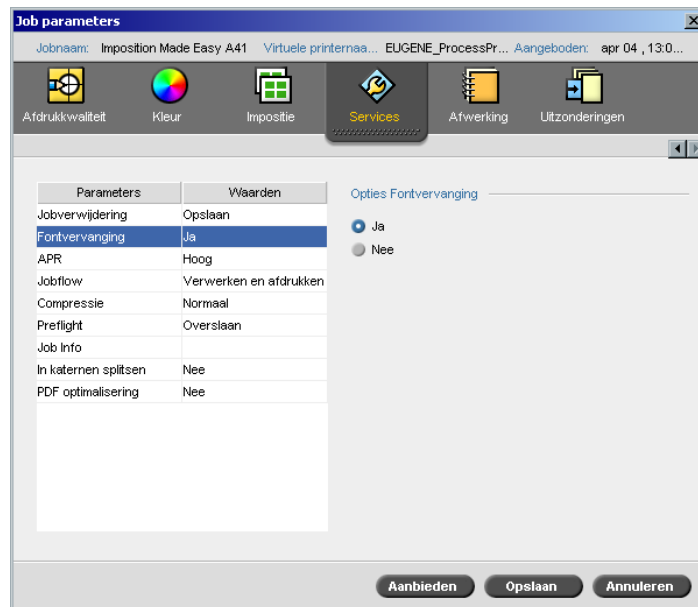 Job parameters
Jobnaam: Imposition Made Easy A41 Virtuele printernaa... EUGENE_ProcessPr... Aangeboden: apr 04 , 13:0...
Afdrukkwaliteit Kleur Impositie Services Afwerking Uitzonderingen
Parameters Waarden
Jobverwijdering Opslaan
Fontvervanging Ja
APR Hoog
Jobflow Verwerken en afdrukken
Compressie Normaal
Preflight Overslaan
Job Info
In katernen splitsen Nee
PDF optimalisering Nee
Opties Fontvervanging
Ja
Nee
Aanbieden Opslaan Annuleren